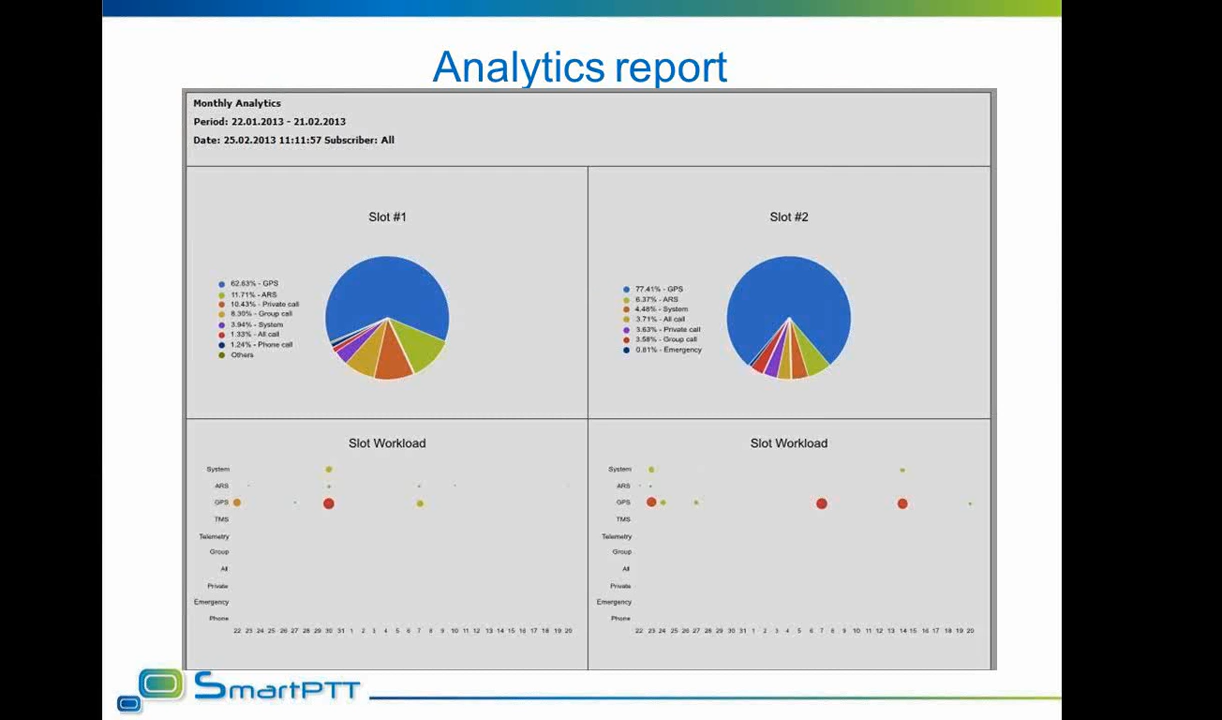 Analytics report
Monthly Analytics
Period: 22.01.2013 - 21.02.2013
Date: 25.02.2013 11:11:57 Subscriber: All
Slot #1
62.63% - GPS
11.71% - ARS
10.43% - Private call
8.30% - Group call
3.94% - System
1.33% - All call
1.24% - Phone call
Others
Slot #2
77.41% - GPS
6.37% - ARS
4.48% - System
3.71% - All call
3.63% - Private call
3.58% - Group call
0.81% - Emergency
Slot Workload
System
ARS
GPS
TMS
Telemetry
Group
All
Private
Emergency
Phone
22 23 24 25 26 27 28 29 30 31 1 2 3 4 5 6 7 8 9 10 11 12 13 14 15 16 17 18 19 20
Slot Workload
System
ARS
GPS
TMS
Telemetry
Group
All
Private
Emergency
Phone
22 23 24 25 26 27 28 29 30 31 1 2 3 4 5 6 7 8 9 10 11 12 13 14 15 16 17 18 19 20
SmartPTT